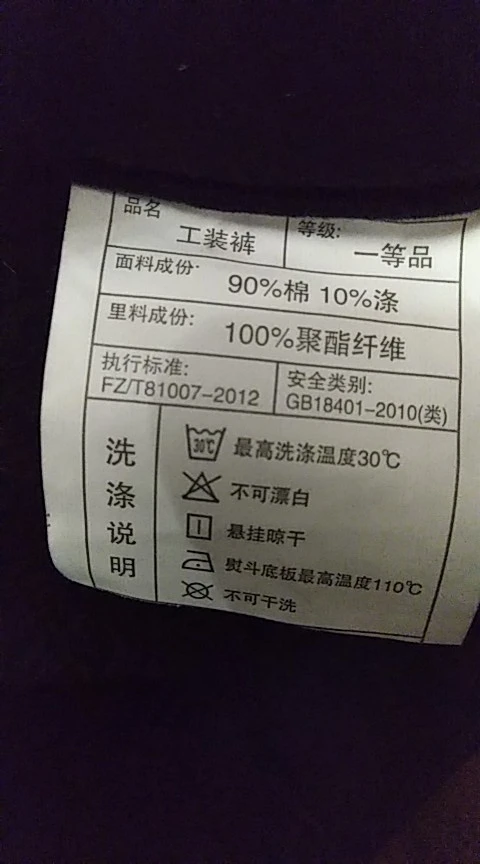 品名
工装裤
等级:
一等品
面料成份:
90%棉 10%涤
里料成份:
100%聚酯纤维
执行标准:
FZ/T81007-2012
安全类别:
GB18401-2010(类)
洗涤说明
30℃
最高洗涤温度30℃
不可漂白
悬挂晾干
熨斗底板最高温度110℃
不可干洗